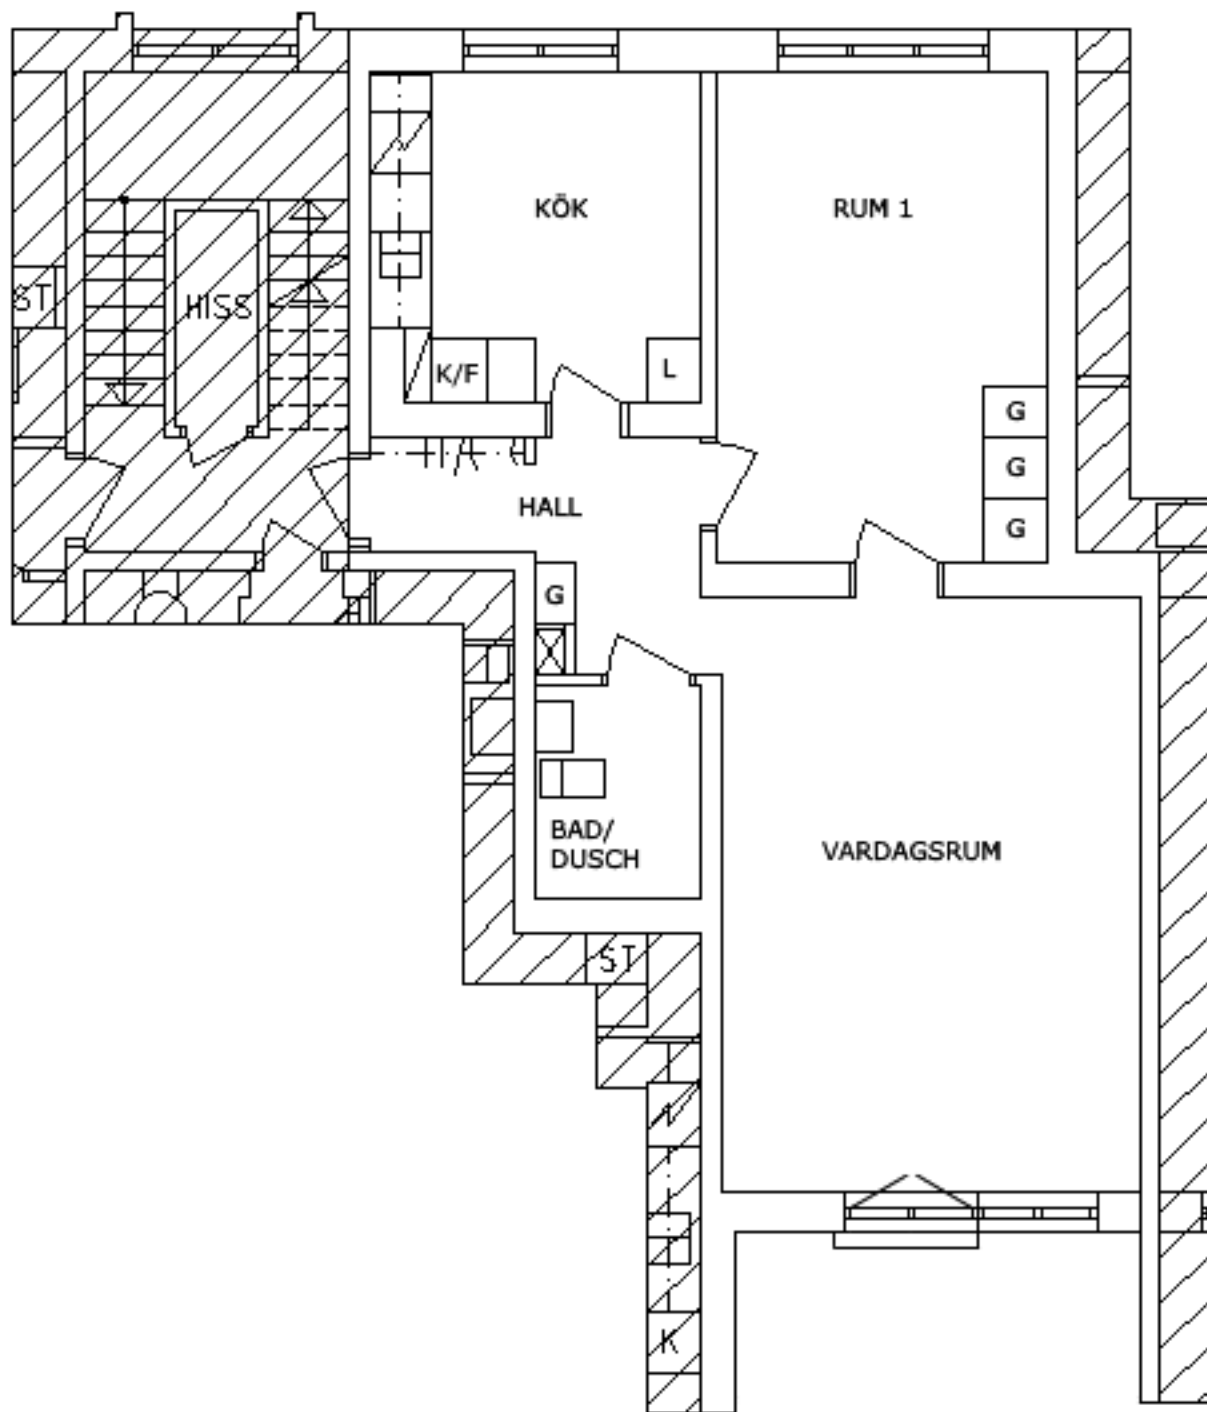 KÖK
RUM 1
ST
HISS
K/F
L
G
G
HALL
G
G
BAD/
DUSCH
VARDAGSRUM
ST
K